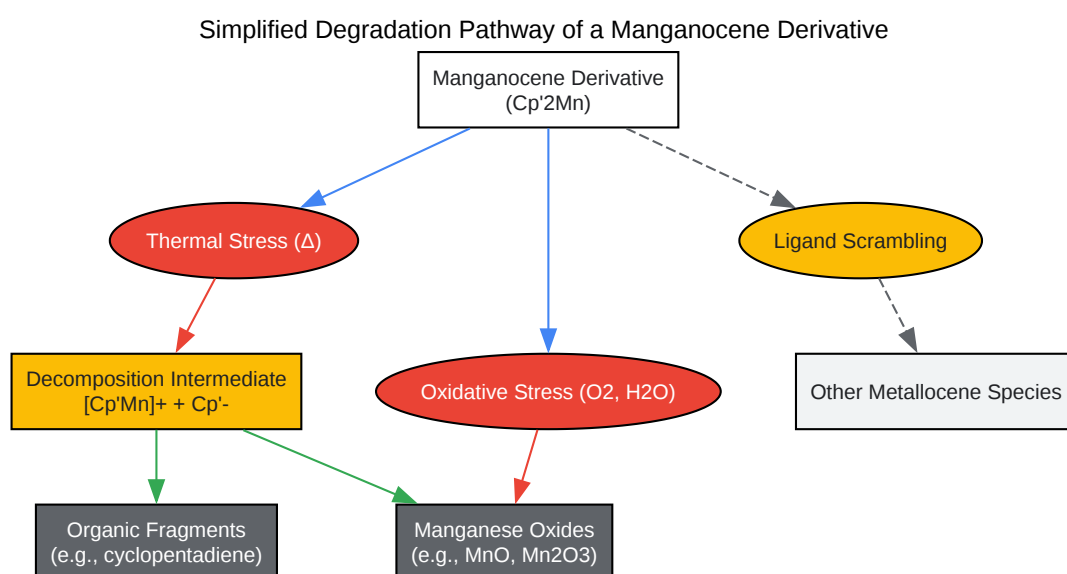 Simplified Degradation Pathway of a Manganocene Derivative
Manganocene Derivative
(Cp'2Mn)
Thermal Stress (Δ)
Ligand Scrambling
Decomposition Intermediate
[Cp'Mn]+ + Cp'-
Oxidative Stress (O2, H2O)
Other Metallocene Species
Organic Fragments
(e.g., cyclopentadiene)
Manganese Oxides
(e.g., MnO, Mn2O3)